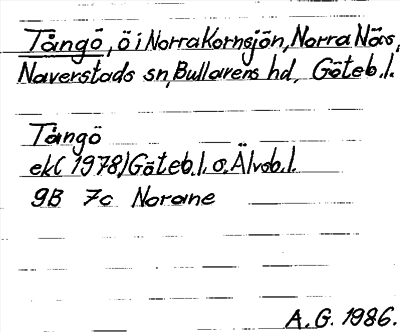 Tångö, ö i Norra Kornsjön, Norra Näs,
Naverstads sn, Bullarens hd, Göteb. l.
Tångö
ek (1978) Göteb. l. o. Älvsb. l.
9B 7c Norane
A. G. 1986.